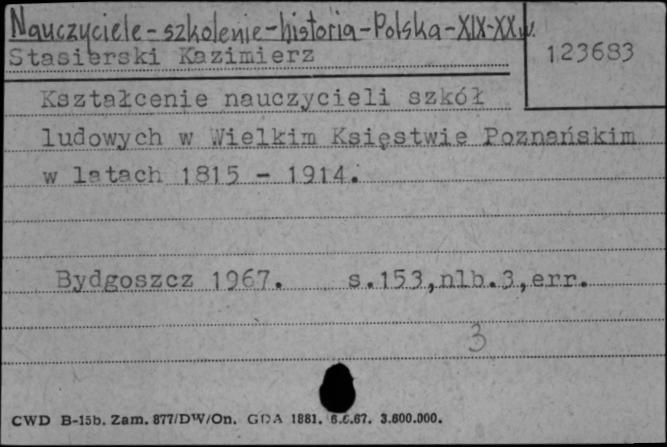 Nauczyciele - szkolenie - historia - Polska - XIX-XX w.
123683
Stasierski Kazimierz
Kształcenie nauczycieli szkół
ludowych w Wielkim Księstwie Poznańskim
w latach 1815 - 1914.
Bydgoszcz 1967. s.153,nlb.3,err.
3
CWD B-15b. Zam. 877/DW/On. GDA 1881. 6.6.67. 3.600.000.